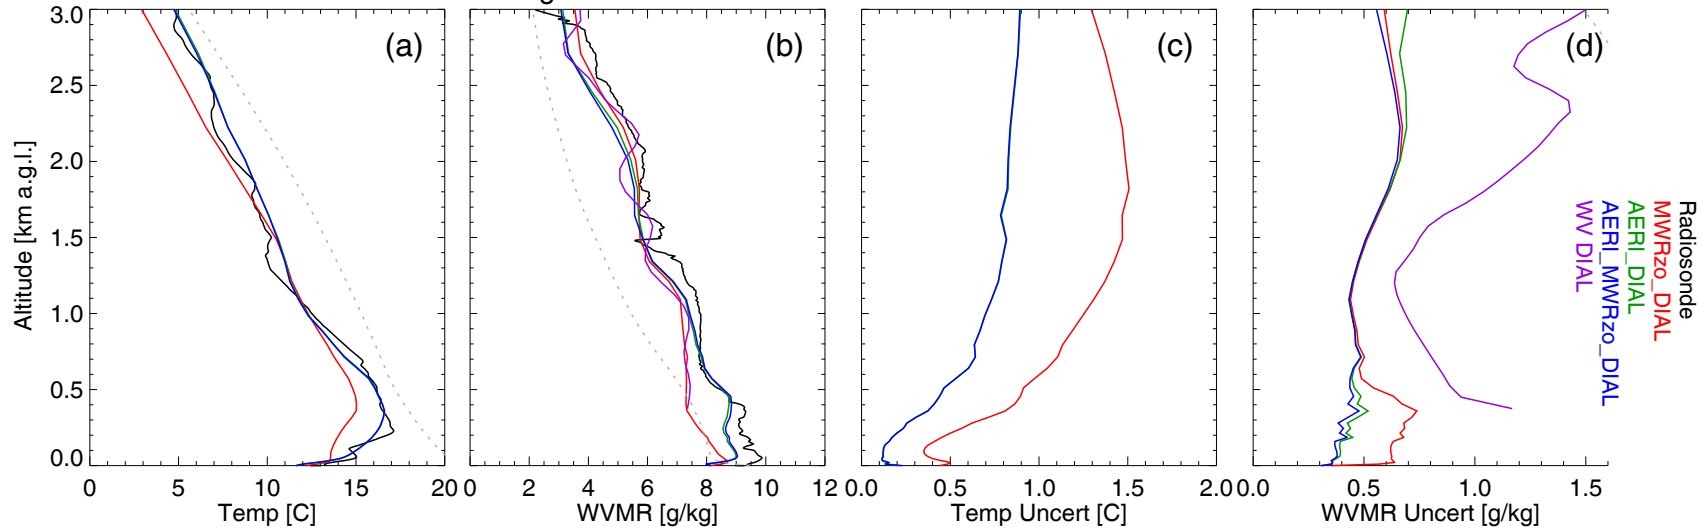 g
3.0
2.5
2.0
1.5
1.0
0.5
0.0
Altitude [km a.g.l.]
(a)
(b)
(c)
(d)
0 5 10 15 20
Temp [C]
0 2 4 6 8 10 12
WVMR [g/kg]
0.0 0.5 1.0 1.5 2.0
Temp Uncert [C]
0.0 0.5 1.0 1.5
WVMR Uncert [g/kg]
Radiosonde
MWRzo_DIAL
AERI_DIAL
AERI_MWRzo_DIAL
WV DIAL